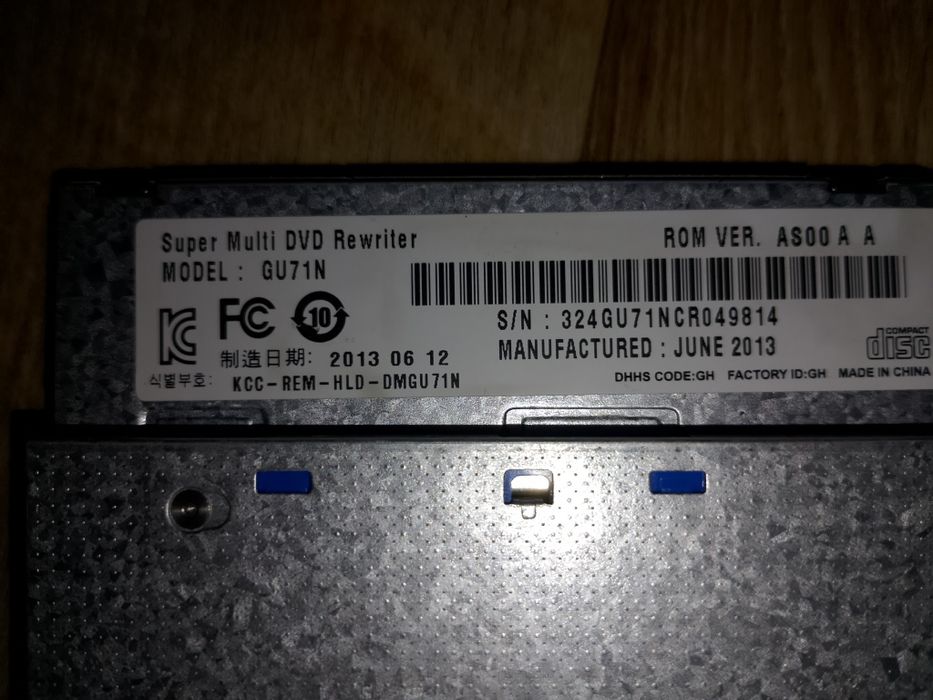 Super Multi DVD Rewriter
ROM VER. AS00 A A
MODEL : GU71N
S/N : 324GU71NCR049814
FC
10
KC
制造日期: 2013 06 12
MANUFACTURED : JUNE 2013
COMPACT
disc
식별부호: KCC-REM-HLD-DMGU71N
DHHS CODE:GH FACTORY ID:GH MADE IN CHINA